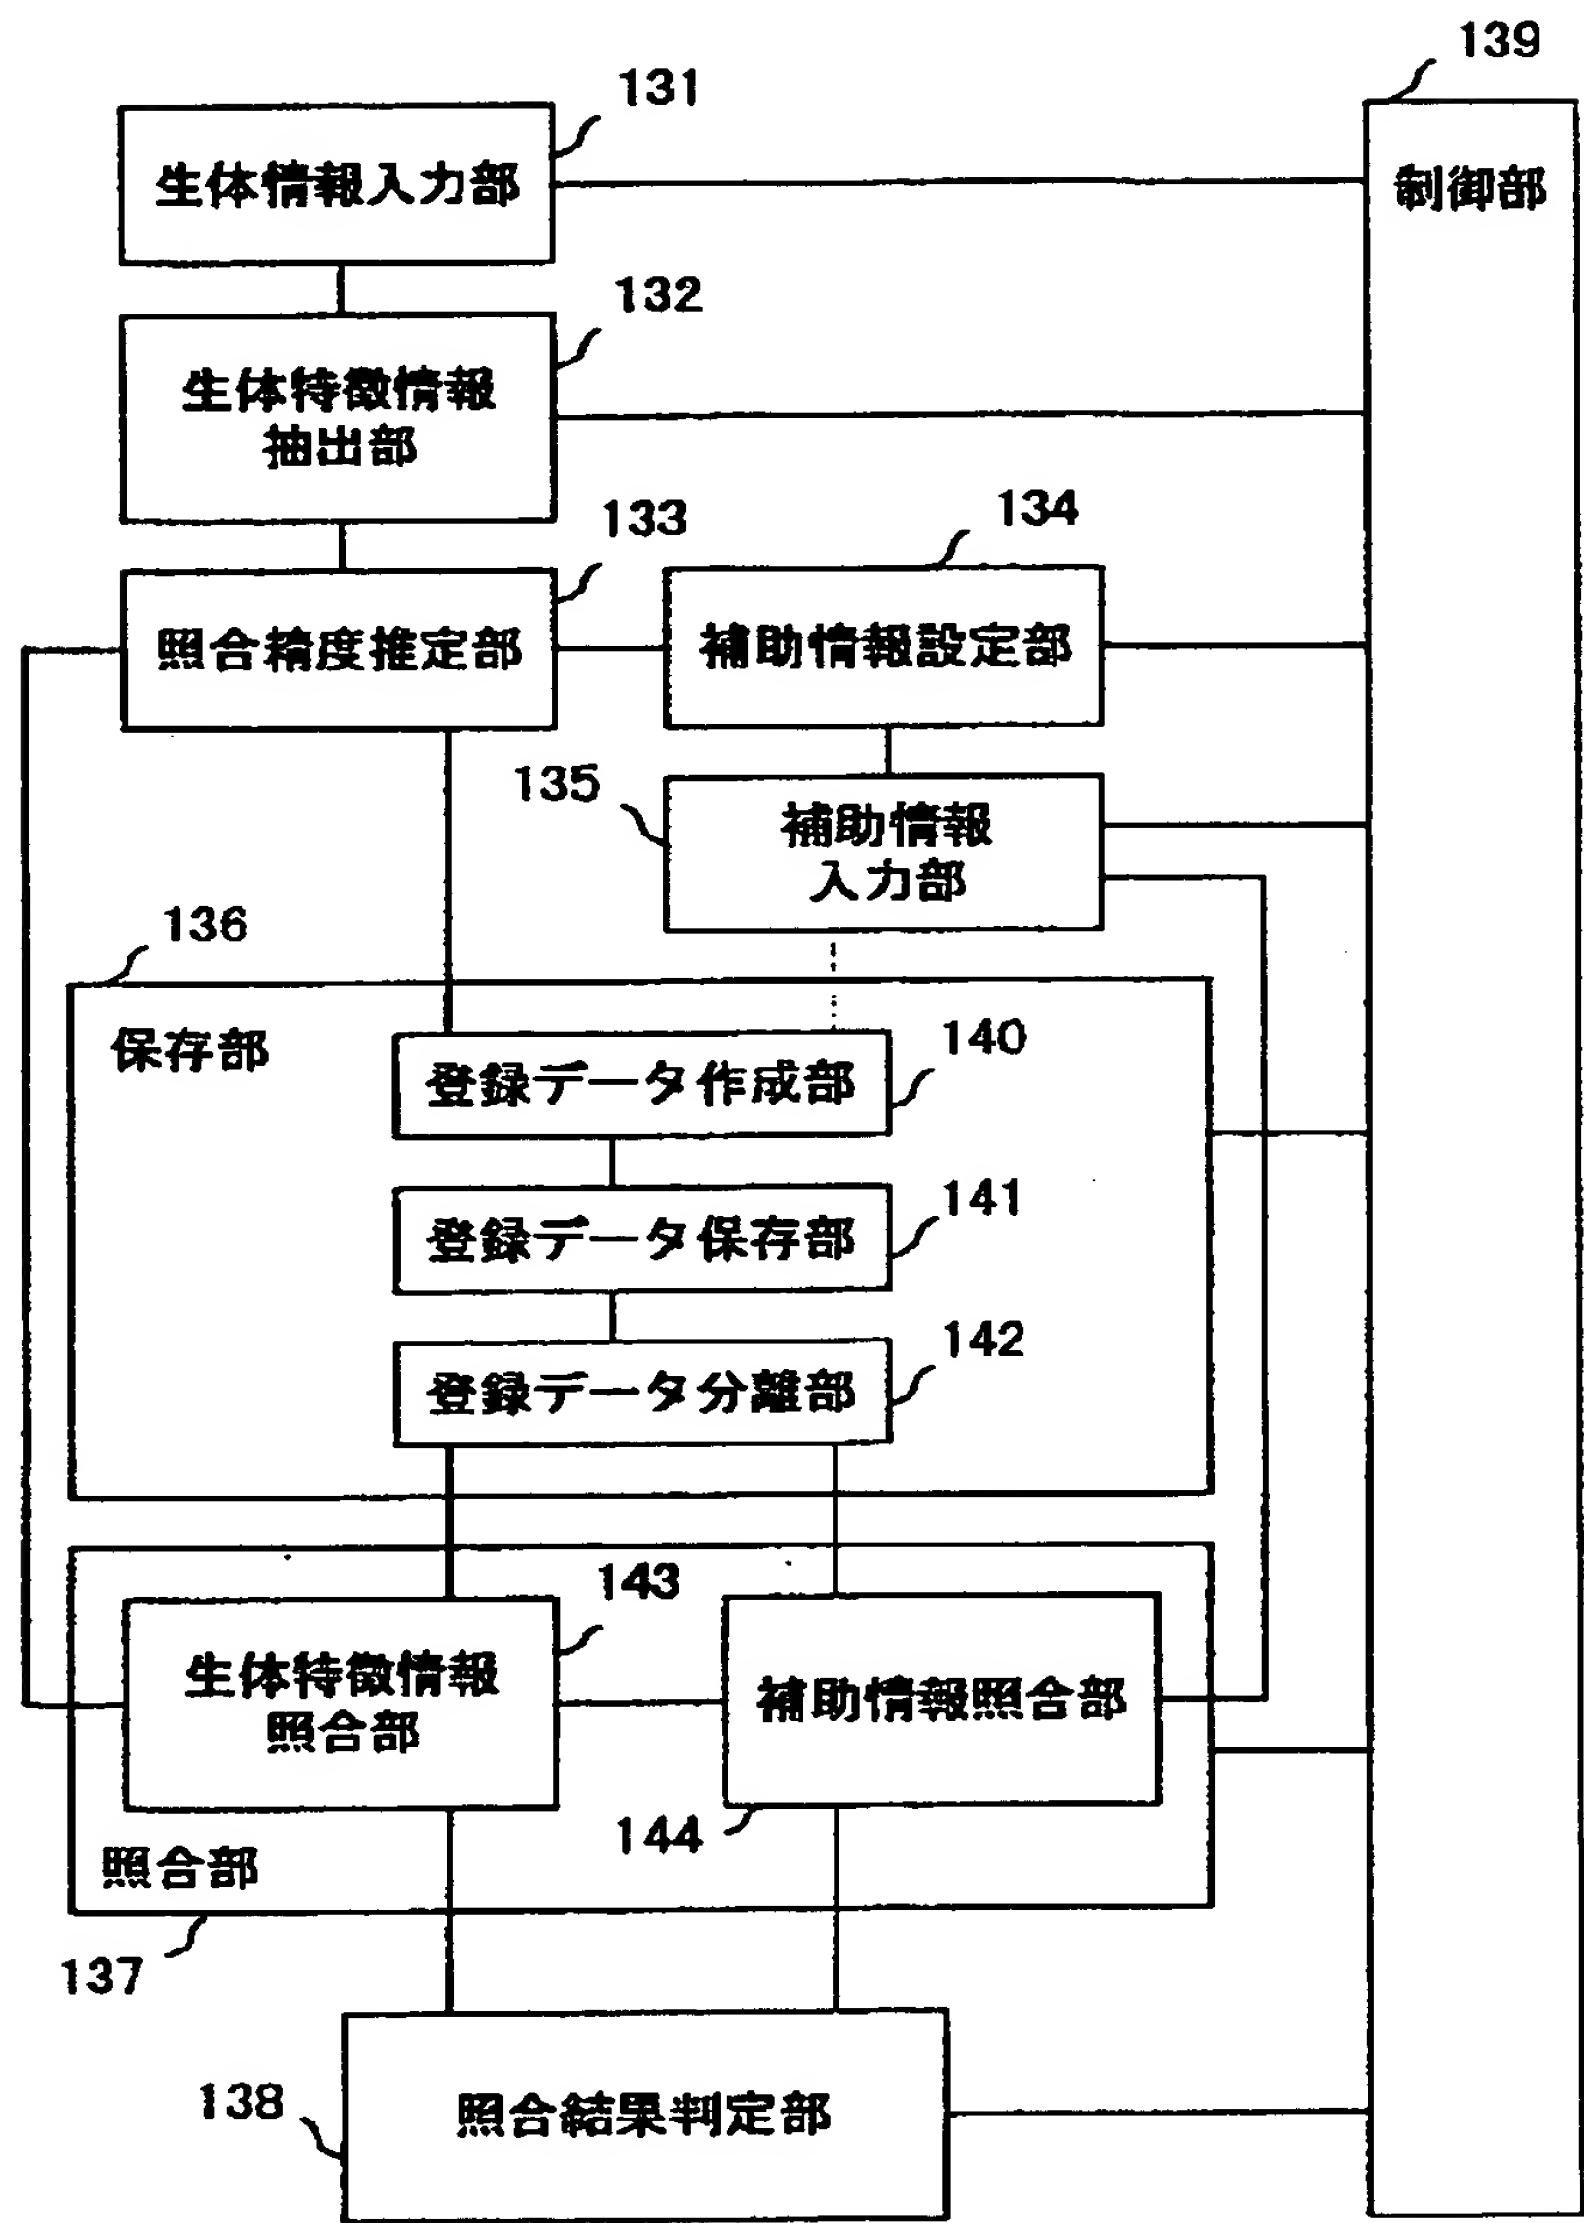 139
131
生体情報入力部
制御部
132
生体特徴情報
抽出部
133
134
照合精度推定部
補助情報設定部
135
補助情報
入力部
136
保存部
140
登録データ作成部
141
登録データ保存部
142
登録データ分離部
143
生体特徴情報
照合部
補助情報照合部
144
照合部
137
138
照合結果判定部